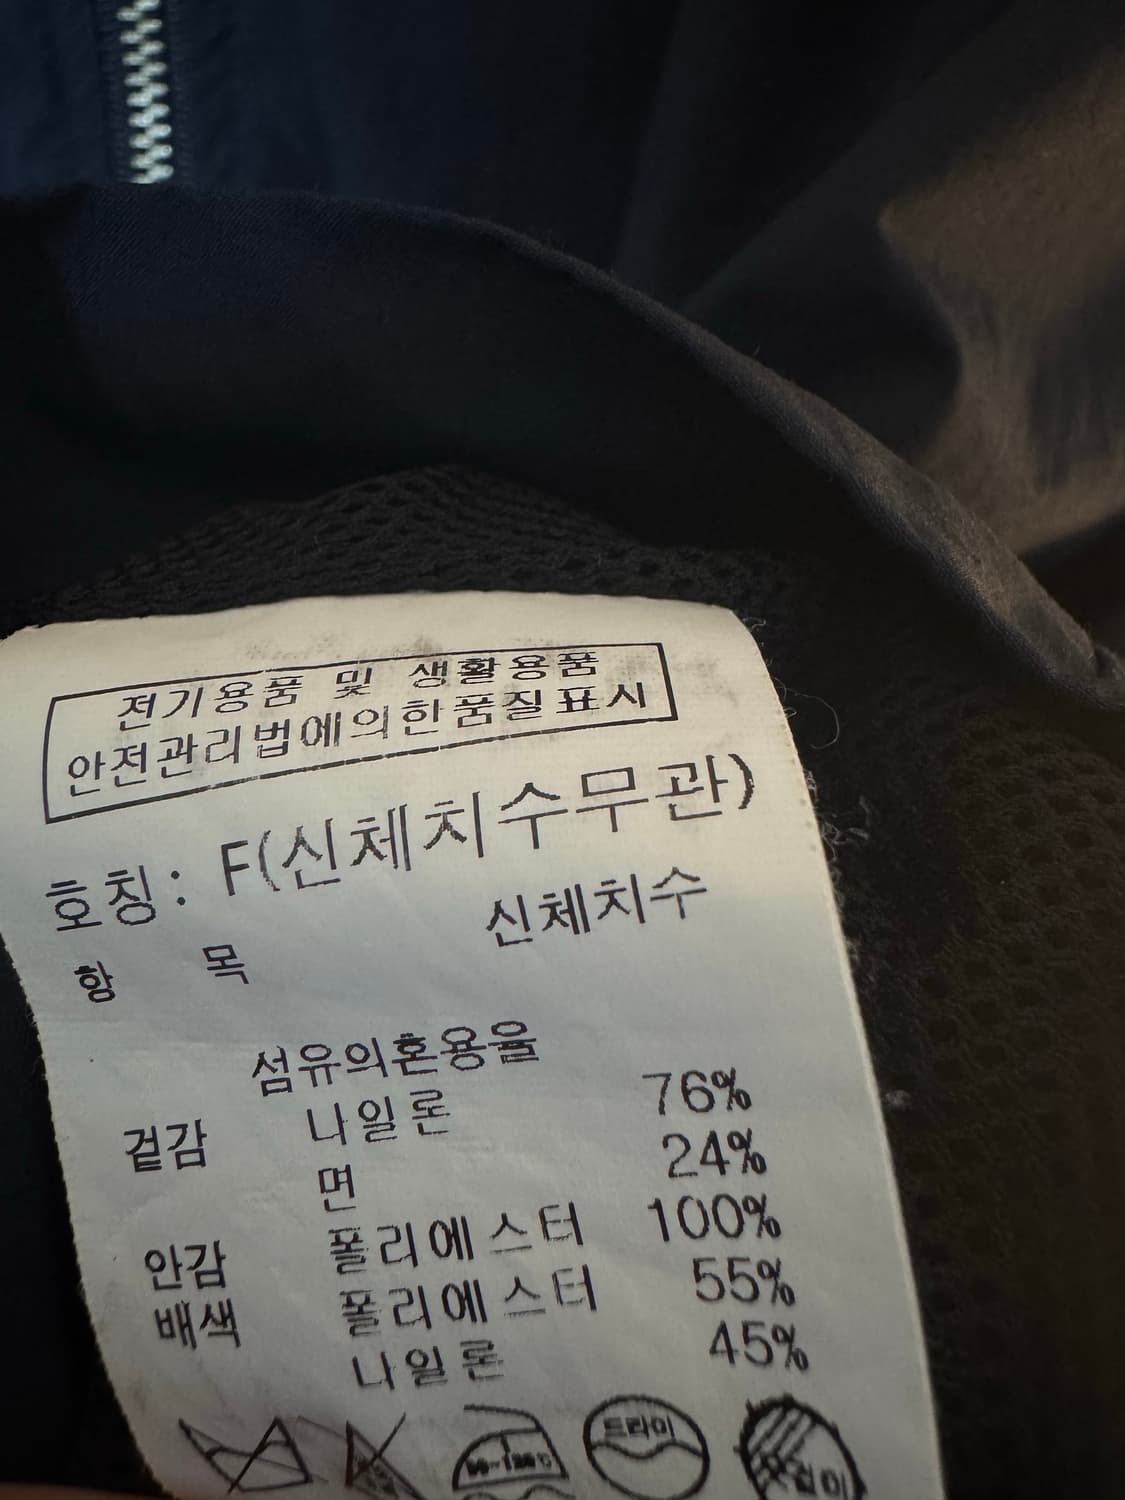 전기용품 및 생활용품
안전관리법에의한품질표시
호칭: F(신체치수무관)
항 목 신체치수
섬유의혼용율
겉감 나일론 76%
면 24%
안감 폴리에스터 100%
배색 폴리에스터 55%
나일론 45%
드라이